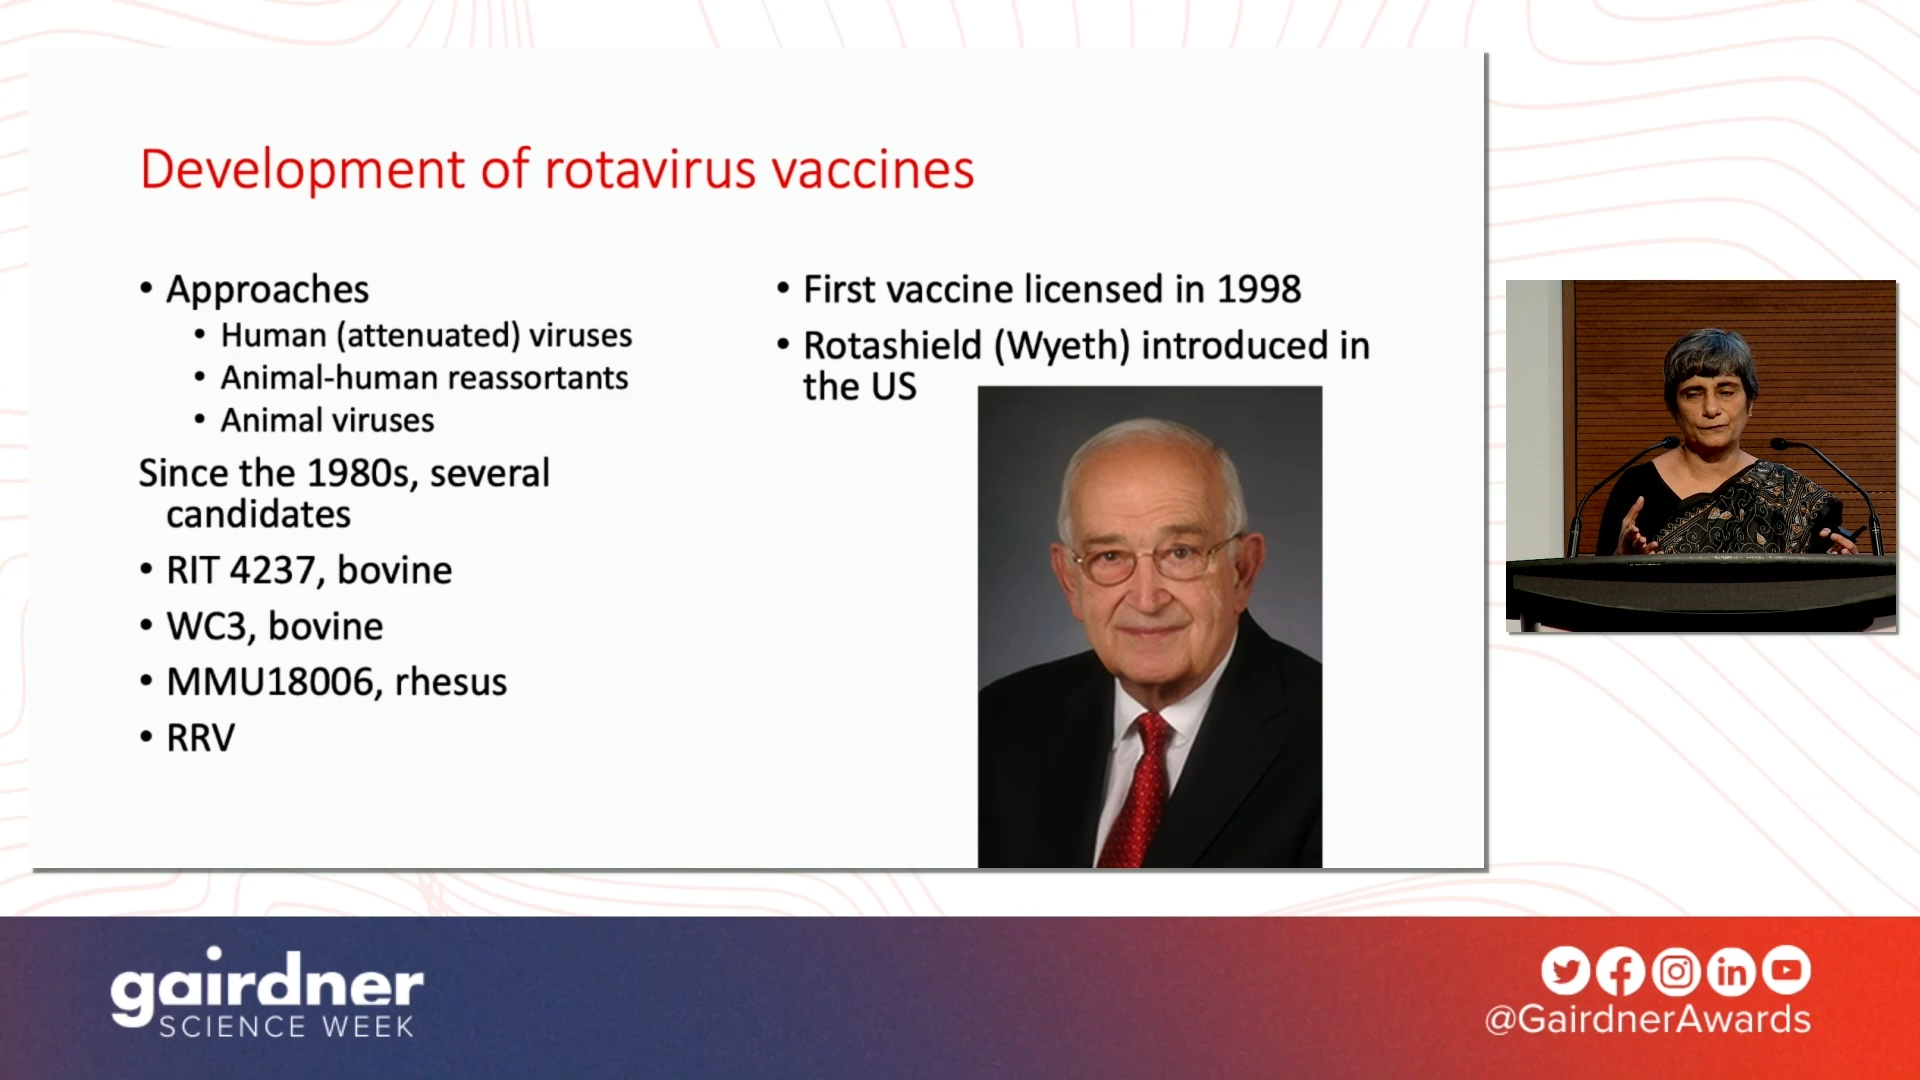 Development of rotavirus vaccines
• Approaches
• Human (attenuated) viruses
• Animal-human reassortants
• Animal viruses
Since the 1980s, several
candidates
• RIT 4237, bovine
• WC3, bovine
• MMU18006, rhesus
• RRV
• First vaccine licensed in 1998
• Rotashield (Wyeth) introduced in
the US
gairdner
SCIENCE WEEK
@GairdnerAwards